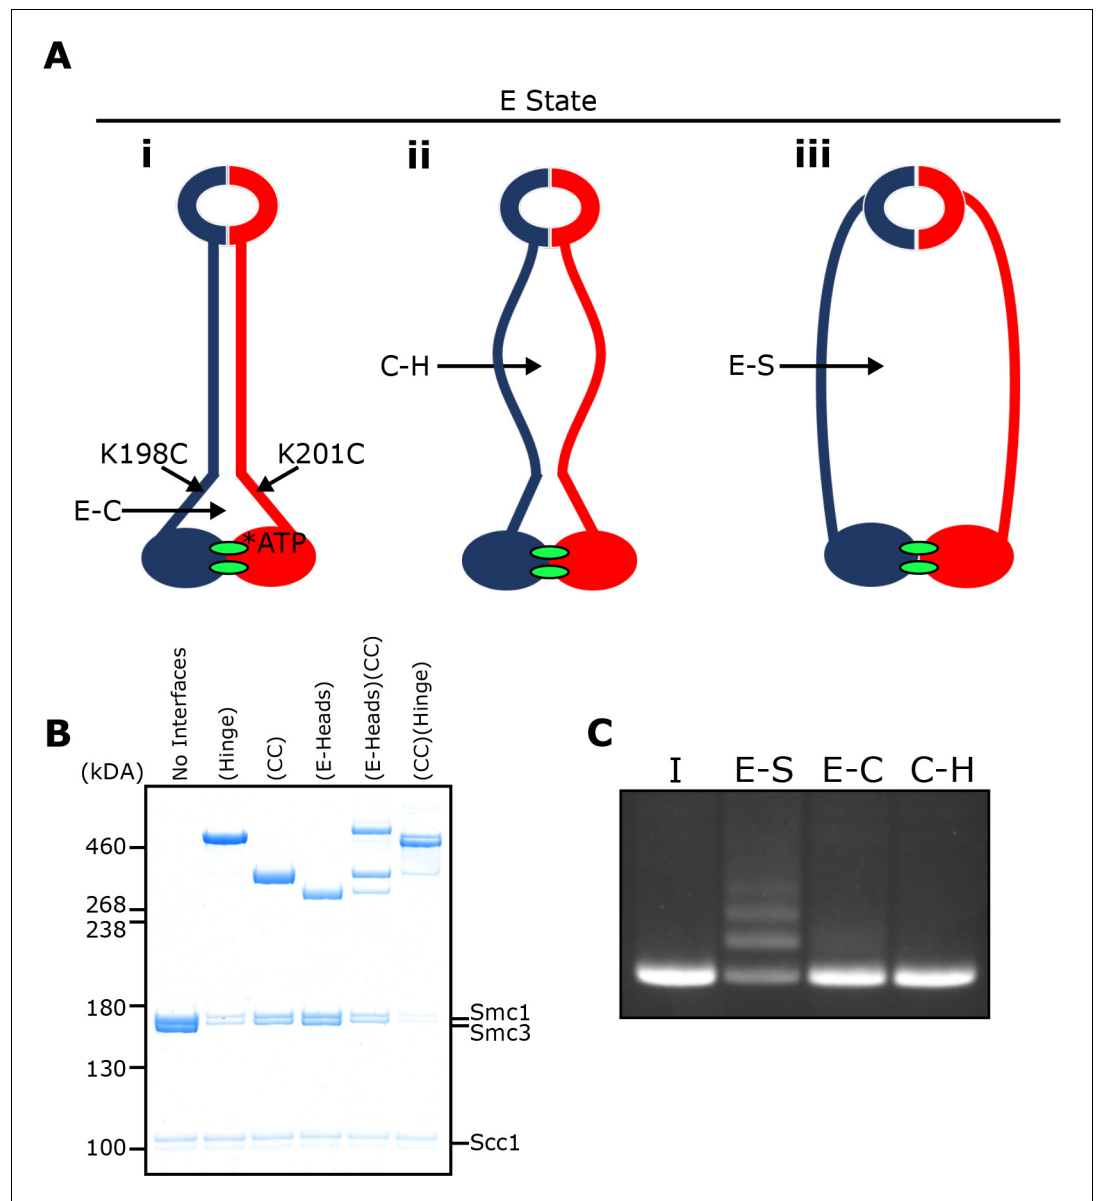 A
E State
i
ii
iii
C-H
E-S
K198C
K201C
E-C
*ATP
B
(kDA)
No Interfaces
(Hinge)
(CC)
(E-Heads)
(E-Heads)(CC)
(CC)(Hinge)
460
268
238
180
130
100
Smc1
Smc3
Scc1
C
I
E-S
E-C
C-H